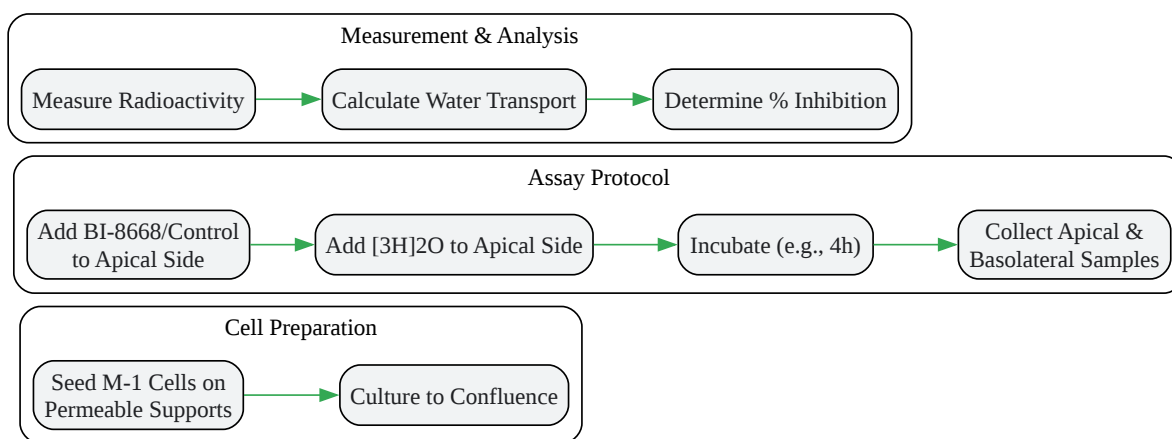 Measurement & Analysis
Measure Radioactivity
Calculate Water Transport
Determine % Inhibition
Assay Protocol
Add BI-8668/Control
to Apical Side
Add [3H]2O to Apical Side
Incubate (e.g., 4h)
Collect Apical &
Basolateral Samples
Cell Preparation
Seed M-1 Cells on
Permeable Supports
Culture to Confluence